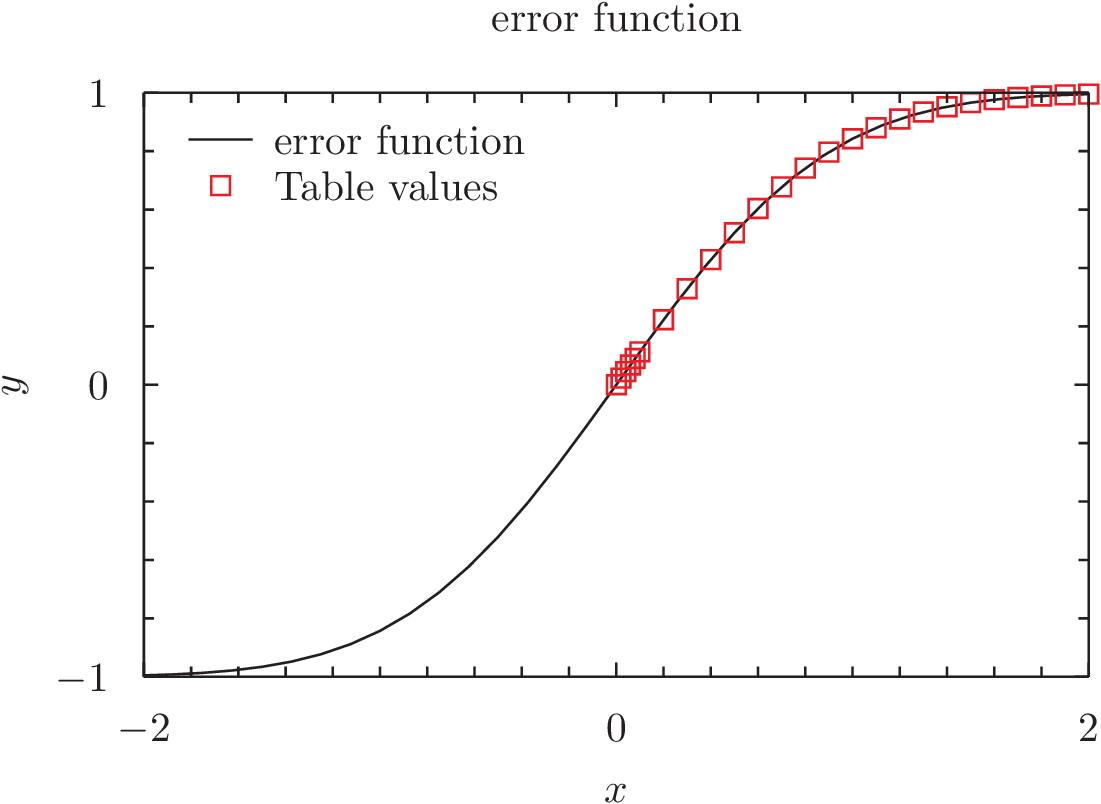 error function
1
error function
Table values
y
0
−1
−2 0 2
x